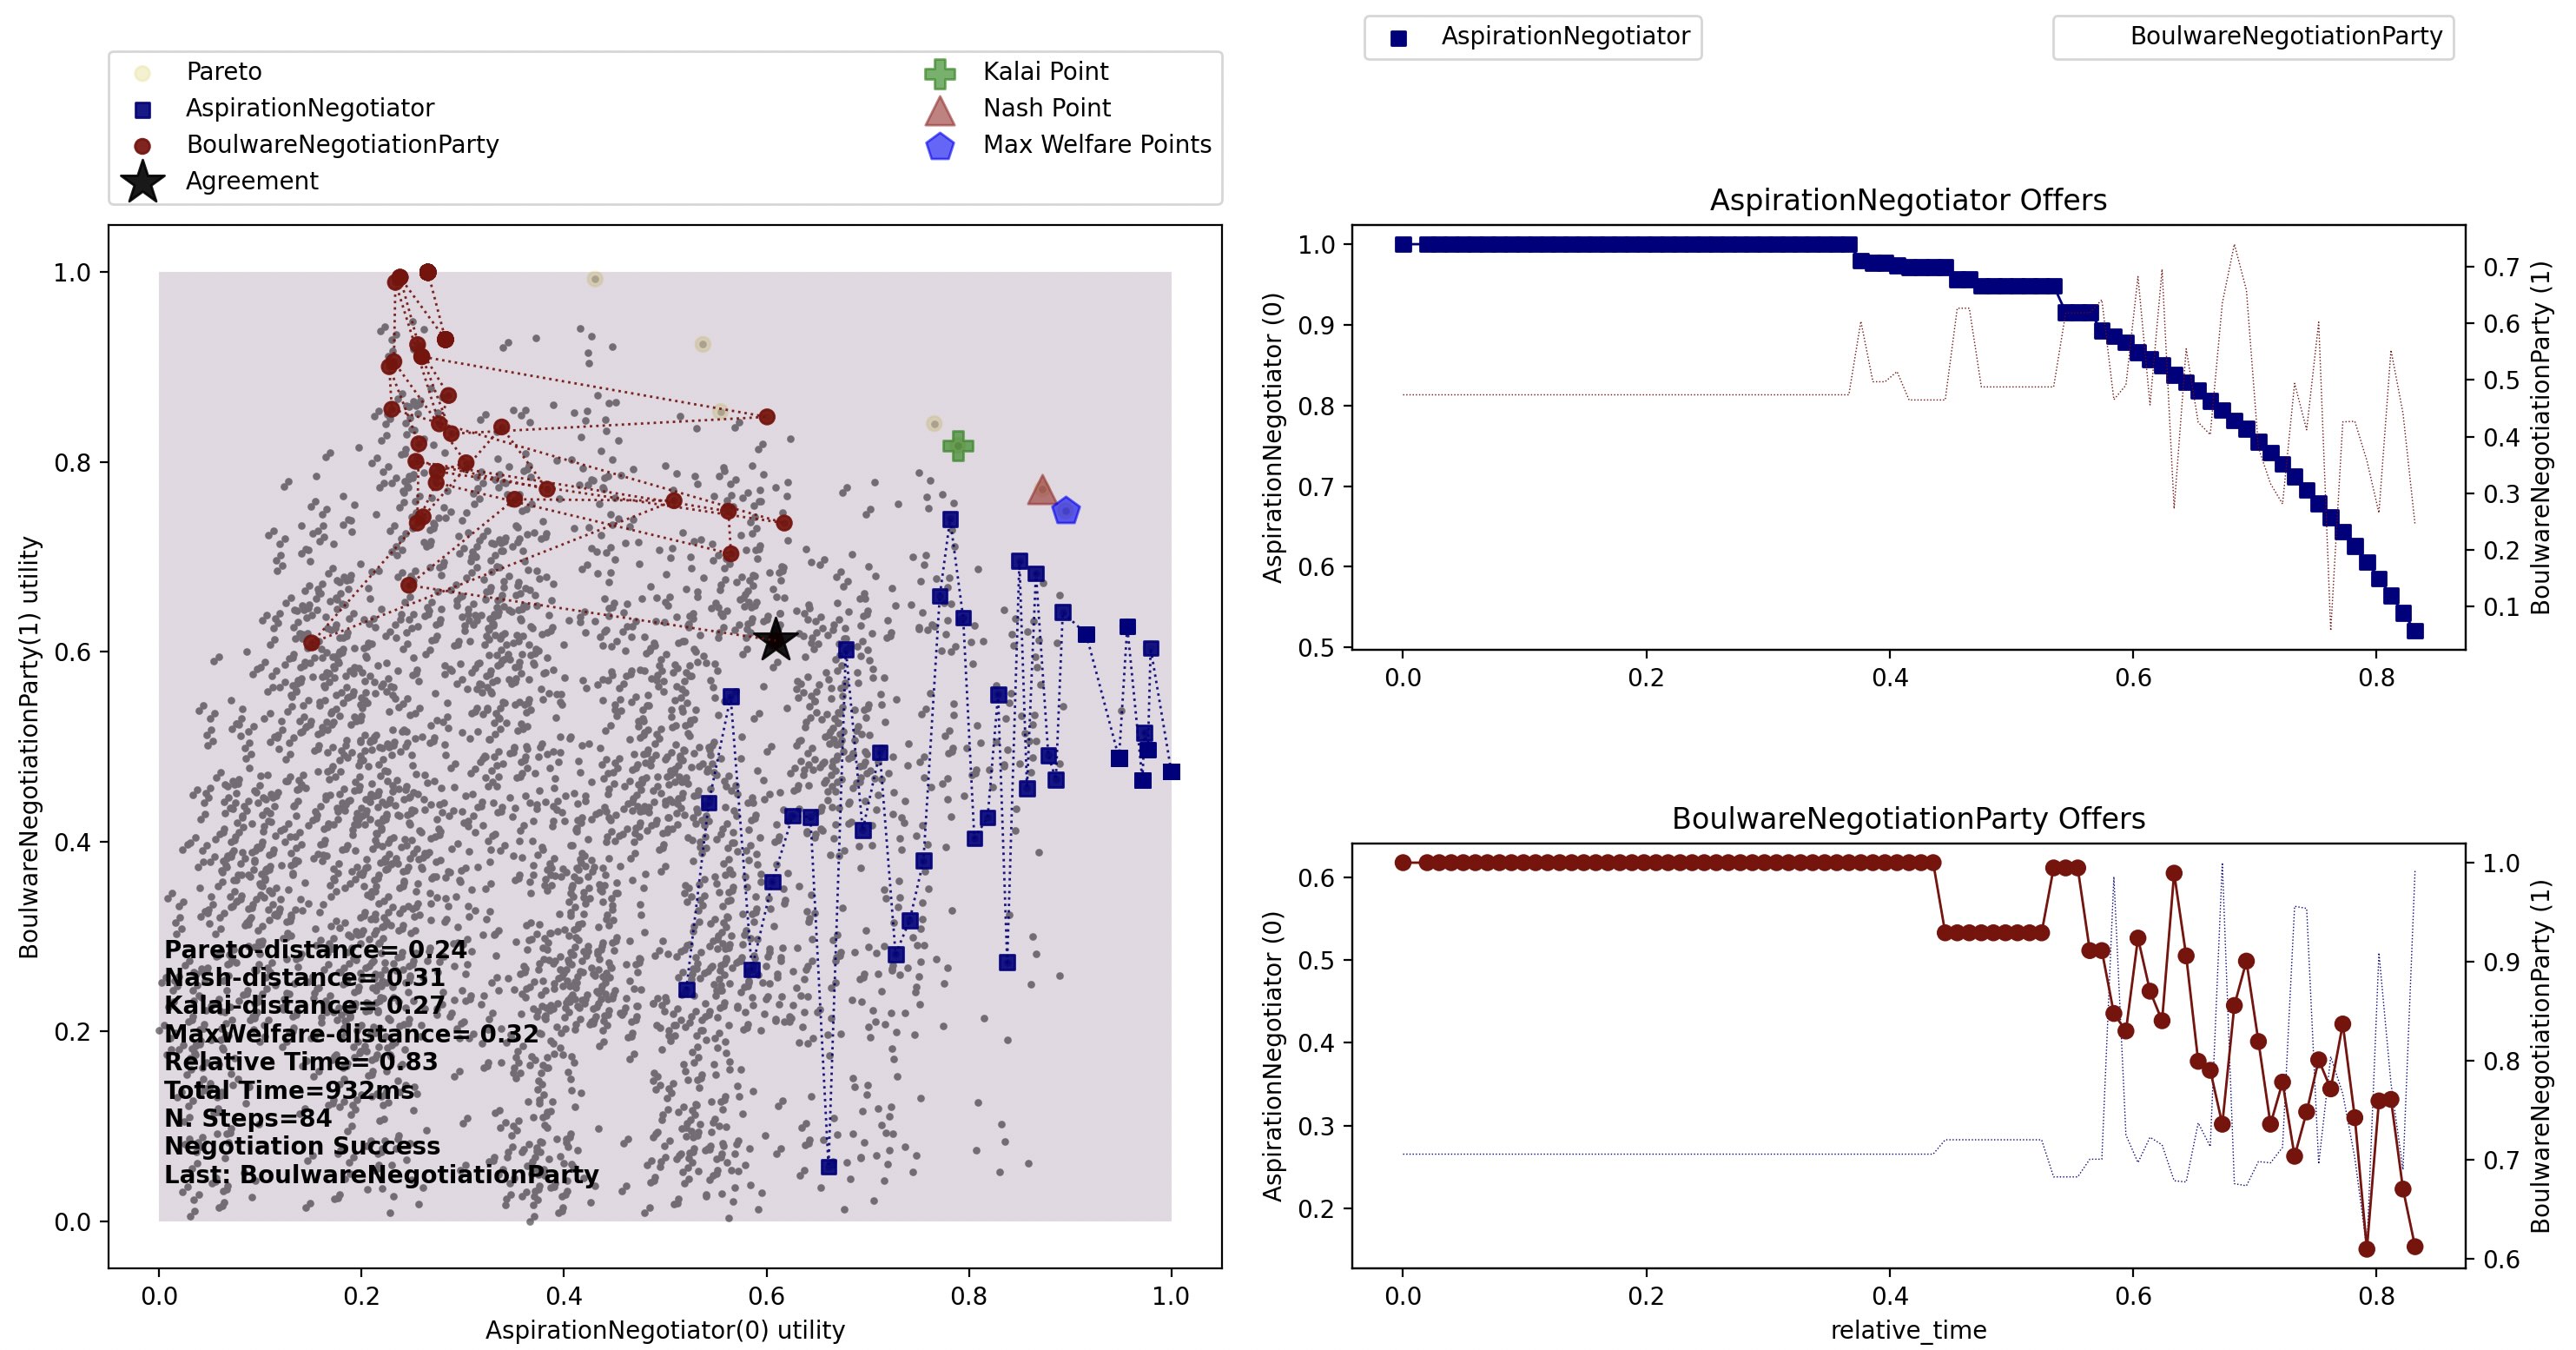 Pareto
AspirationNegotiator
BoulwareNegotiationParty
Agreement
Kalai Point
Nash Point
Max Welfare Points
BoulwareNegotiationParty(1) utility
1.0
0.8
0.6
0.4
0.2
0.0
Pareto-distance= 0.24
Nash-distance= 0.31
Kalai-distance= 0.27
MaxWelfare-distance= 0.32
Relative Time= 0.83
Total Time=932ms
N. Steps=84
Negotiation Success
Last: BoulwareNegotiationParty
0.0 0.2 0.4 0.6 0.8 1.0
AspirationNegotiator(0) utility
AspirationNegotiator
BoulwareNegotiationParty
AspirationNegotiator Offers
AspirationNegotiator (0)
1.0
0.9
0.8
0.7
0.6
0.5
0.7
0.6
0.5
0.4
0.3
0.2
0.1
BoulwareNegotiationParty (1)
0.0 0.2 0.4 0.6 0.8
BoulwareNegotiationParty Offers
AspirationNegotiator (0)
0.6
0.5
0.4
0.3
0.2
1.0
0.9
0.8
0.7
0.6
BoulwareNegotiationParty (1)
0.0 0.2 0.4 0.6 0.8
relative_time